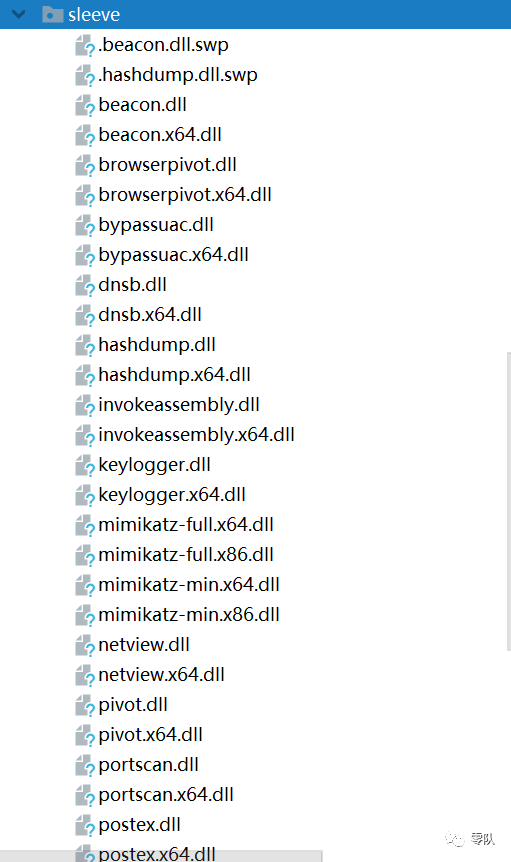 sleeve
.beacon.dll.swp
.hashdump.dll.swp
beacon.dll
beacon.x64.dll
browserpivot.dll
browserpivot.x64.dll
bypassuac.dll
bypassuac.x64.dll
dnsb.dll
dnsb.x64.dll
hashdump.dll
hashdump.x64.dll
invokeassembly.dll
invokeassembly.x64.dll
keylogger.dll
keylogger.x64.dll
mimikatz-full.x64.dll
mimikatz-full.x86.dll
mimikatz-min.x64.dll
mimikatz-min.x86.dll
netview.dll
netview.x64.dll
pivot.dll
pivot.x64.dll
portscan.dll
portscan.x64.dll
postex.dll
零队
postex.x64.dll